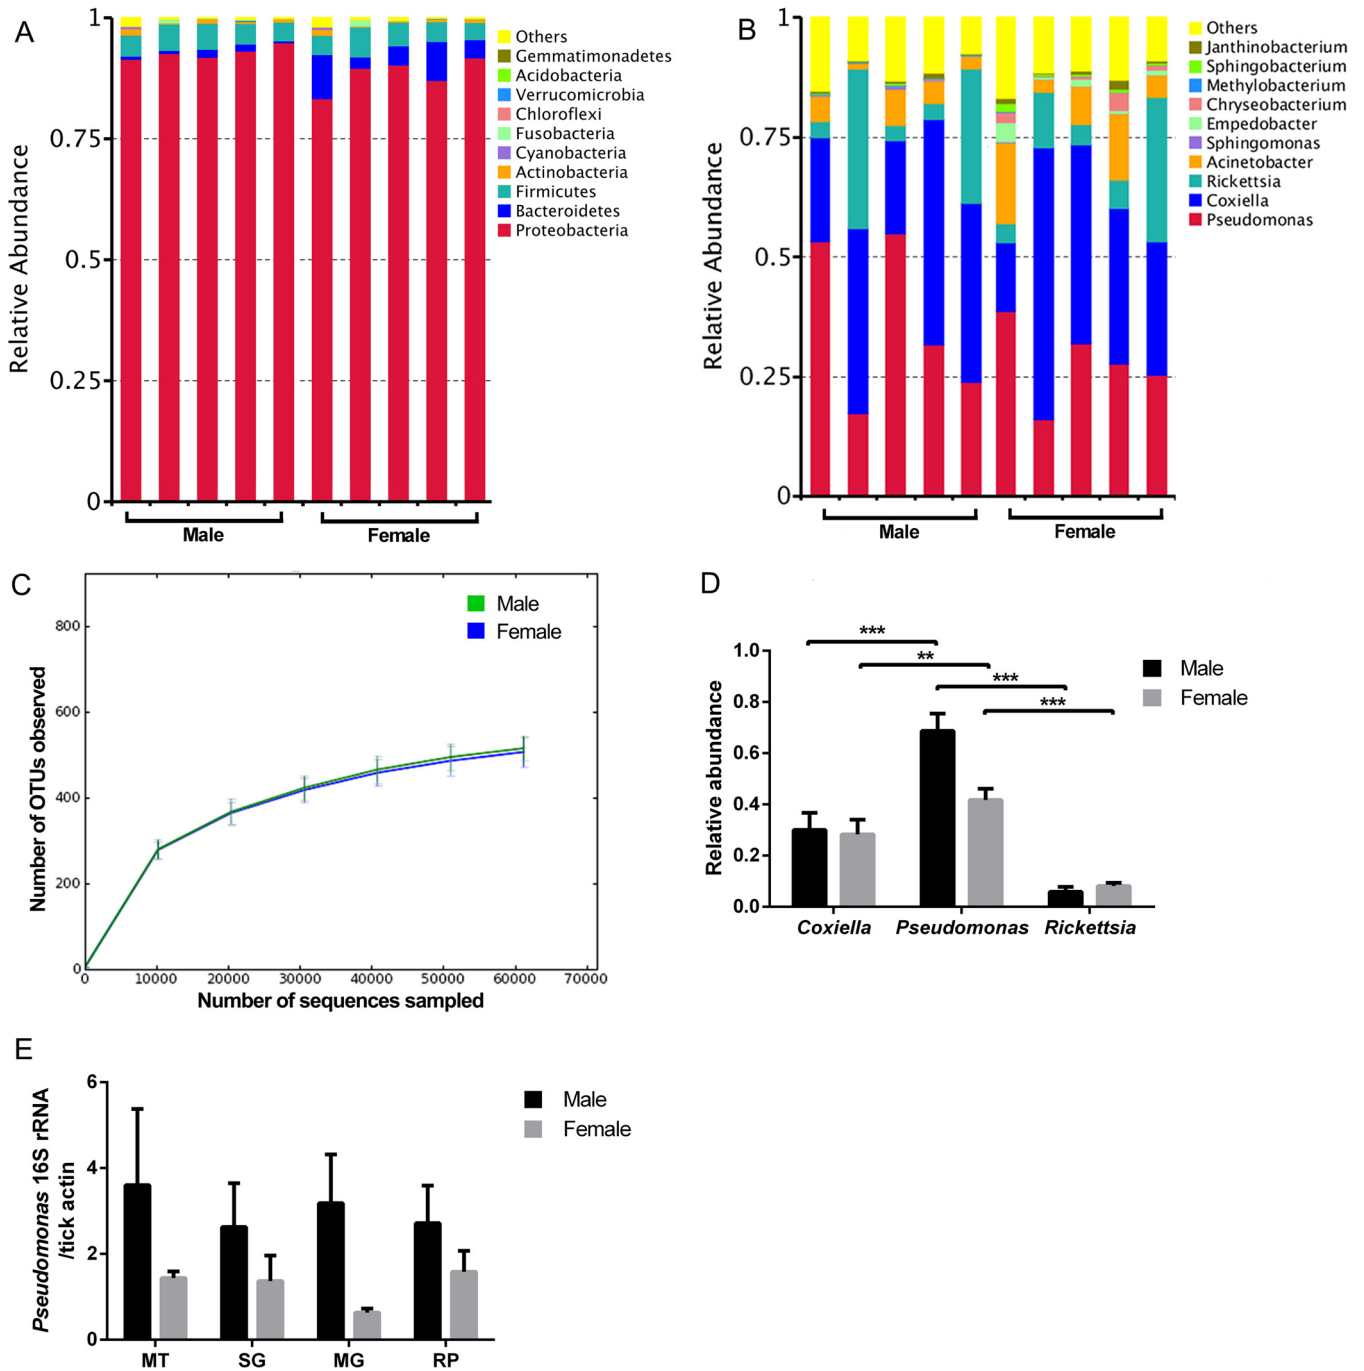 A
1
0.75
0.5
0.25
0
Relative Abundance
Male
Female
Others
Gemmatimonadetes
Acidobacteria
Verrucomicrobia
Chloroflexi
Fusobacteria
Cyanobacteria
Actinobacteria
Firmicutes
Bacteroidetes
Proteobacteria
B
1
0.75
0.5
0.25
0
Relative Abundance
Male
Female
Others
Janthinobacterium
Sphingobacterium
Methylobacterium
Chryseobacterium
Empedobacter
Sphingomonas
Acinetobacter
Rickettsia
Coxiella
Pseudomonas
C
800
600
400
200
0
Number of OTUs observed
Male
Female
0 10000 20000 30000 40000 50000 60000 70000
Number of sequences sampled
D
1.0
0.8
0.6
0.4
0.2
0.0
Relative abundance
***
**
***
***
Male
Female
Coxiella Pseudomonas Rickettsia
E
6
4
2
0
Pseudomonas 16S rRNA
/tick actin
Male
Female
MT SG MG RP